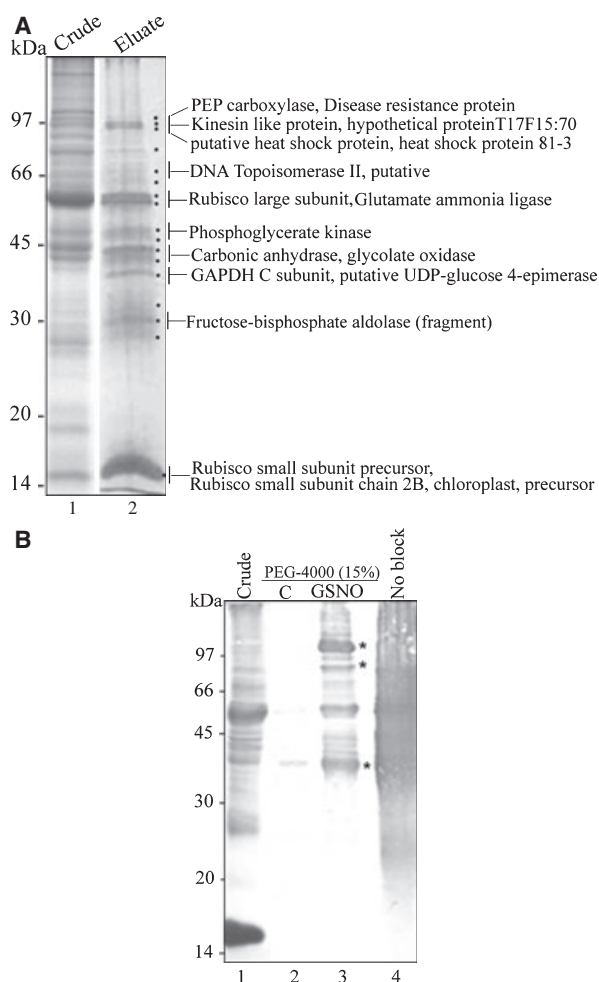 A
kDa Crude Eluate
97
PEP carboxylase, Disease resistance protein
Kinesin like protein, hypothetical proteinT17F15:70
putative heat shock protein, heat shock protein 81-3
66
DNA Topoisomerase II, putative
Rubisco large subunit,Glutamate ammonia ligase
45
Phosphoglycerate kinase
Carbonic anhydrase, glycolate oxidase
GAPDH C subunit, putative UDP-glucose 4-epimerase
30
Fructose-bisphosphate aldolase (fragment)
20
Rubisco small subunit precursor,
14
Rubisco small subunit chain 2B, chloroplast, precursor
1 2
B
Crude
PEG-4000 (15%)
No block
kDa
C GSNO
97
*
*
66
45
*
30
20
14
1 2 3 4